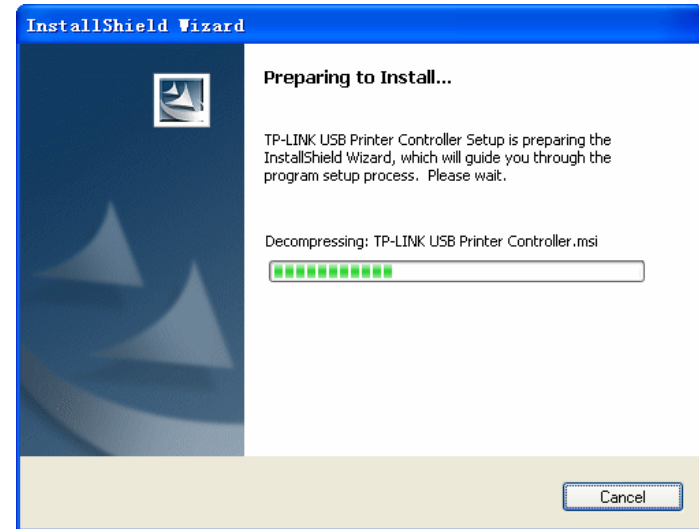 InstallShield Wizard
Preparing to Install...
TP-LINK USB Printer Controller Setup is preparing the
InstallShield Wizard, which will guide you through the
program setup process.  Please wait.
Decompressing: TP-LINK USB Printer Controller.msi
Cancel